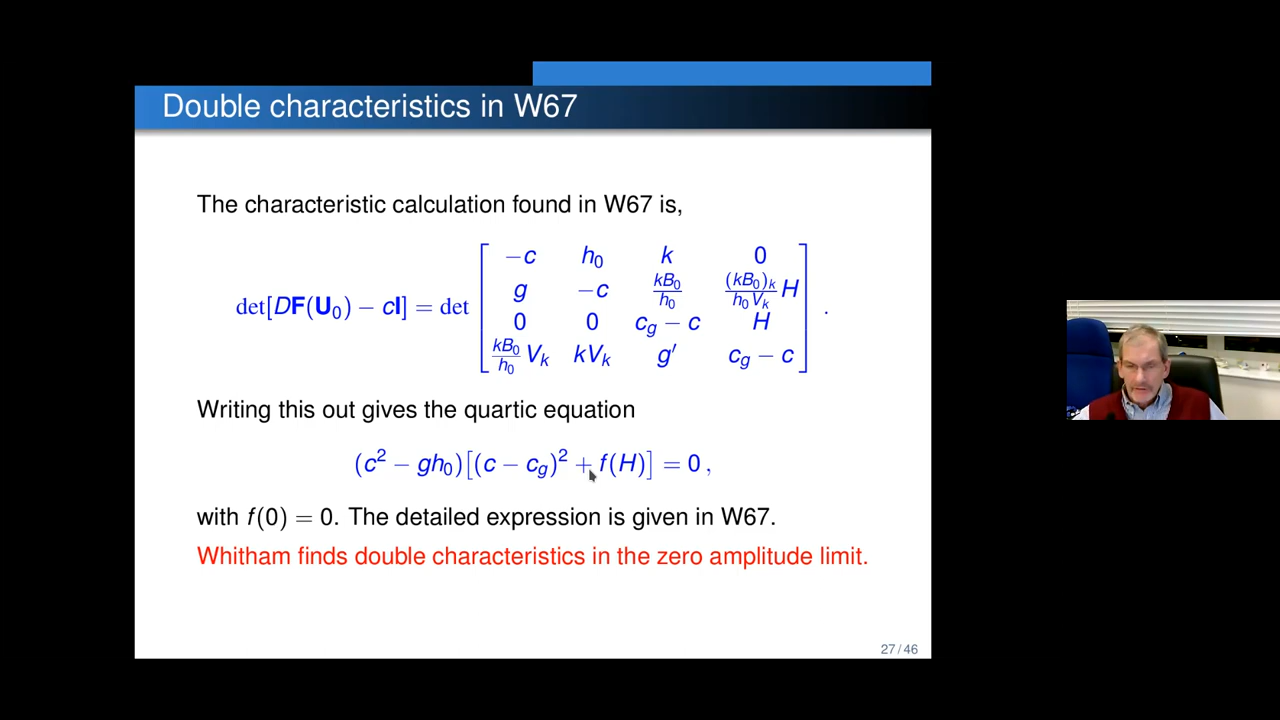 Double characteristics in W67
The characteristic calculation found in W67 is,
det[DF(U₀) − cI] = det [ −c h₀ k 0
g −c kB₀/h₀ (kB₀)ₖ/h₀Vₖ H
0 0 c_g − c H
kB₀/h₀ Vₖ kVₖ g′ c_g − c ] .
Writing this out gives the quartic equation
(c² − gh₀)[(c − c_g)² + f(H)] = 0 ,
with f(0) = 0. The detailed expression is given in W67.
Whitham finds double characteristics in the zero amplitude limit.
27 / 46